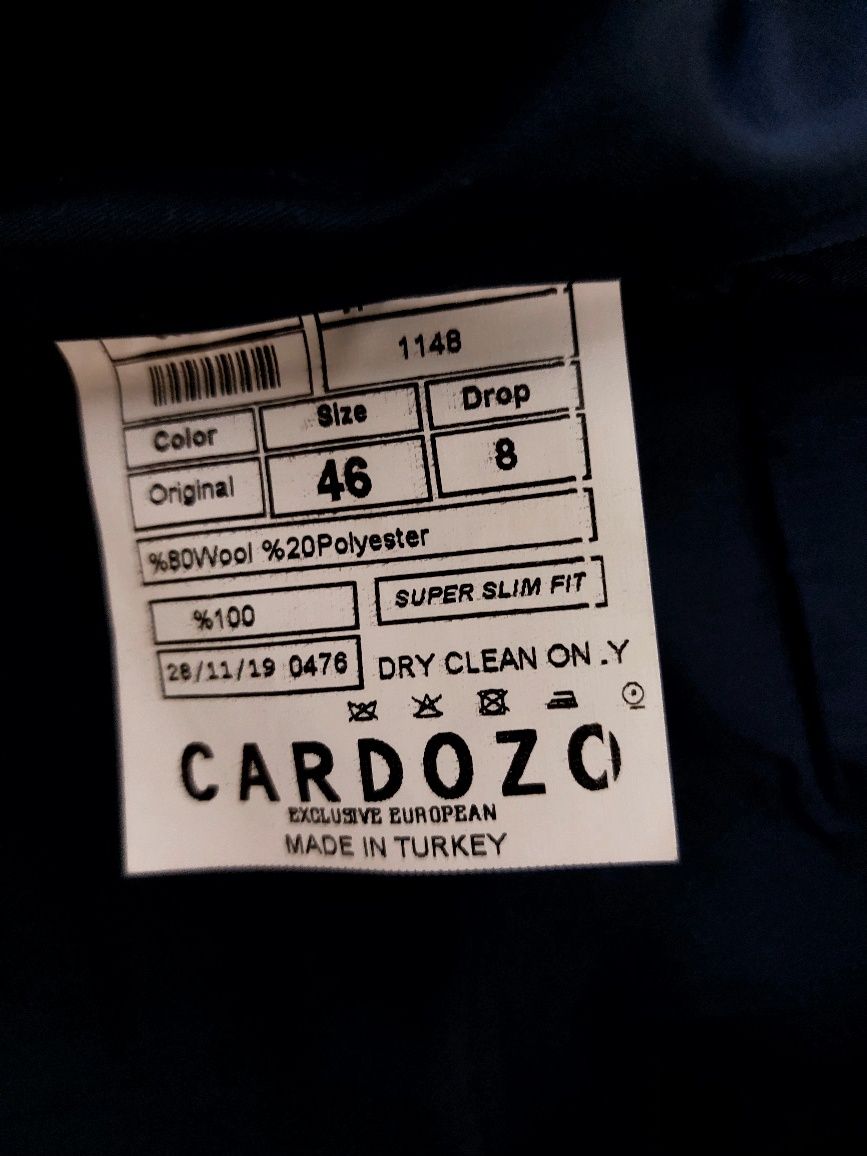 1148
Color Size Drop
Original 46 8
%80Wool %20Polyester
%100 SUPER SLIM FIT
28/11/19 0476 DRY CLEAN ON.Y
CARDOZO
EXCLUSIVE EUROPEAN
MADE IN TURKEY